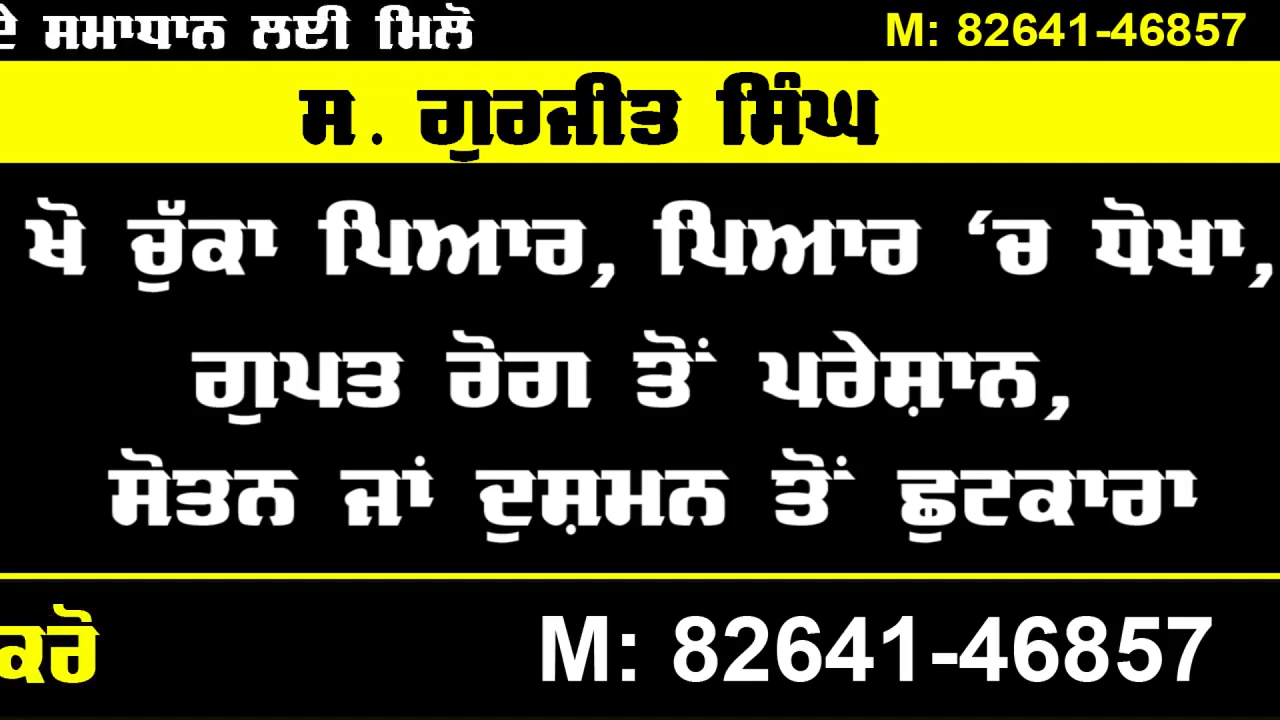 ਦੇ ਸਮਾਧਾਨ ਲਈ ਮਿਲੋ M: 82641-46857
ਸ. ਗੁਰਜੀਤ ਸਿੰਘ
ਖੋ ਚੁੱਕਾ ਪਿਆਰ, ਪਿਆਰ ‘ਚ ਧੋਖਾ,
ਗੁਪਤ ਰੋਗ ਤੋਂ ਪਰੇਸ਼ਾਨ,
ਸੋਤਨ ਜਾਂ ਦੁਸ਼ਮਨ ਤੋਂ ਛੁਟਕਾਰਾ
ਕਰੋ M: 82641-46857